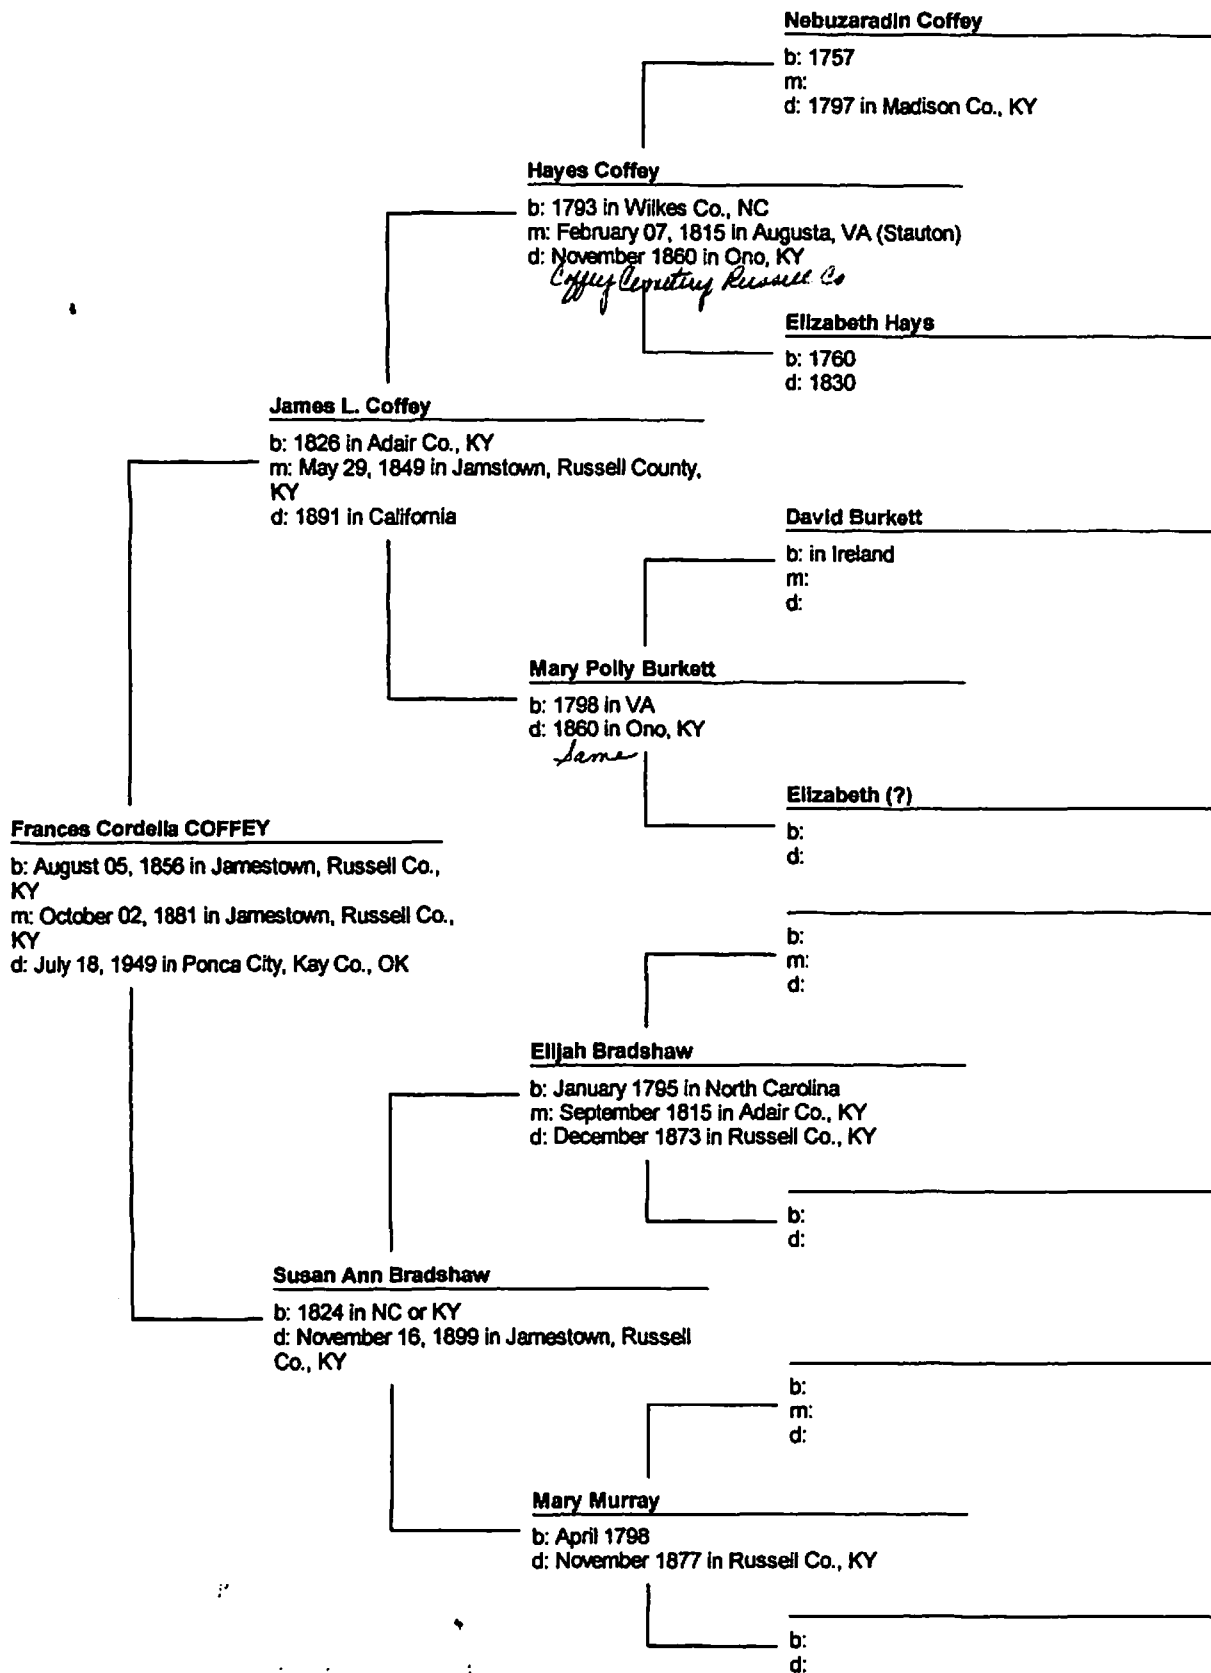 Nebuzaradin Coffey
b: 1757
m:
d: 1797 in Madison Co., KY
Hayes Coffey
b: 1793 in Wilkes Co., NC
m: February 07, 1815 in Augusta, VA (Stauton)
d: November 1860 in Ono, KY
Coffey Cemetery Russell Co
Elizabeth Hays
b: 1760
d: 1830
James L. Coffey
b: 1826 in Adair Co., KY
m: May 29, 1849 in Jamstown, Russell County,
KY
d: 1891 in California
David Burkett
b: in Ireland
m:
d:
Mary Polly Burkett
b: 1798 in VA
d: 1860 in Ono, KY
Same
Elizabeth (?)
b:
d:
Frances Cordelia COFFEY
b: August 05, 1856 in Jamestown, Russell Co.,
KY
m: October 02, 1881 in Jamestown, Russell Co.,
KY
d: July 18, 1949 in Ponca City, Kay Co., OK
b:
m:
d:
Elijah Bradshaw
b: January 1795 in North Carolina
m: September 1815 in Adair Co., KY
d: December 1873 in Russell Co., KY
b:
d:
Susan Ann Bradshaw
b: 1824 in NC or KY
d: November 16, 1899 in Jamestown, Russell
Co., KY
b:
m:
d:
Mary Murray
b: April 1798
d: November 1877 in Russell Co., KY
b:
d: